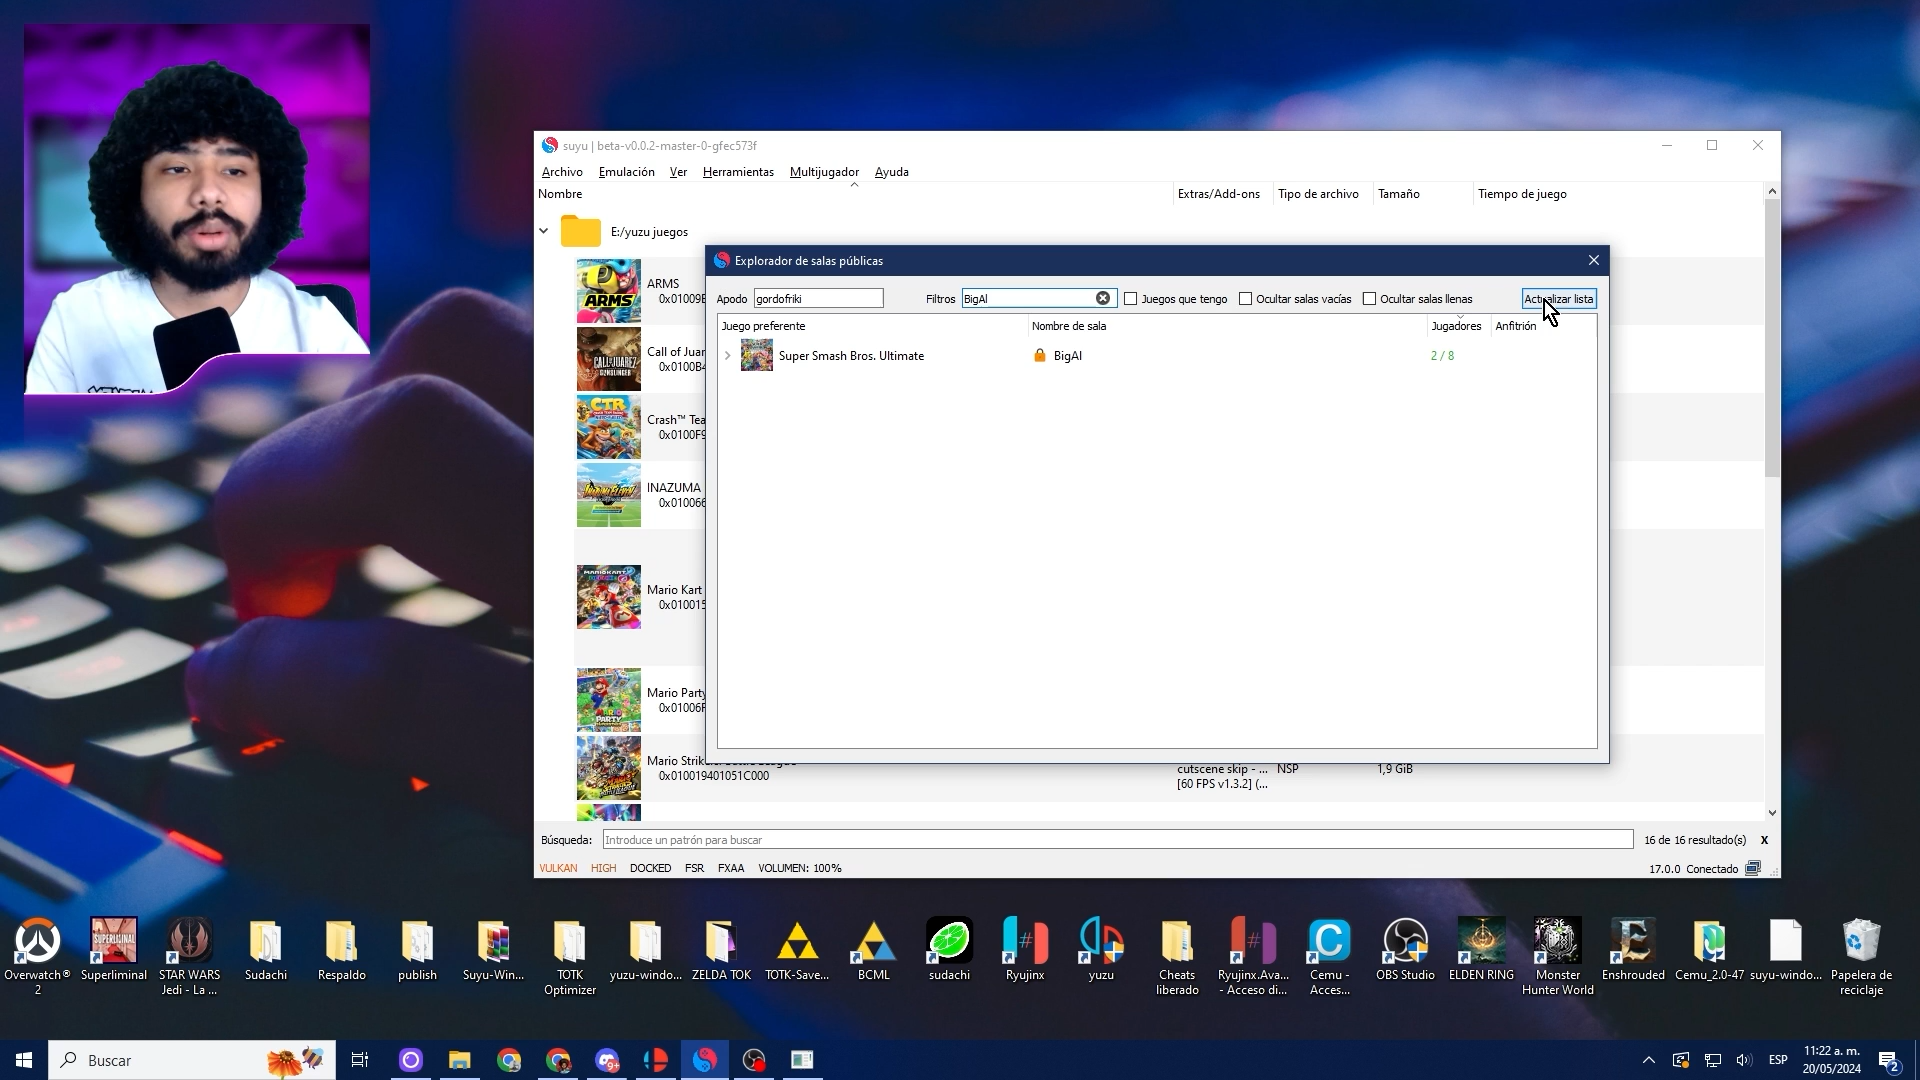 suyu | beta-v0.0.2-master-0-gfec573f
Archivo Emulación Ver Herramientas Multijugador Ayuda
Nombre Extras/Add-ons Tipo de archivo Tamaño Tiempo de juego
E:/yuzu juegos
ARMS
0x01009B
Call of Juar
0x0100B4
Crash™ Tea
0x0100F9
INAZUMA
0x010066
Mario Kart
0x010015
Mario Party
0x01006F
0x010019401051C000
cutscene skip - ... NSP 1,9 GiB
[60 FPS v1.3.2] (...
Explorador de salas públicas
Apodo gordofriki Filtros BigAl Juegos que tengo Ocultar salas vacías Ocultar salas llenas Actualizar lista
Juego preferente Nombre de sala Jugadores Anfitrión
Super Smash Bros. Ultimate BigAl 2 / 8
Búsqueda: Introduce un patrón para buscar 16 de 16 resultado(s) X
VULKAN HIGH DOCKED FSR FXAA VOLUMEN: 100% 17.0.0 Conectado
Overwatch® 2
Superliminal
STAR WARS Jedi - La ...
Sudachi
Respaldo
publish
Suyu-Win...
TOTK Optimizer
yuzu-windo...
ZELDA TOK
TOTK-Save...
BCML
sudachi
Ryujinx
yuzu
Cheats liberado
Ryujinx.Ava... - Acceso di...
Cemu - Acces...
OBS Studio
ELDEN RING
Monster Hunter World
Enshrouded
Cemu_2.0-47
suyu-windo...
Papelera de reciclaje
Buscar
ESP
11:22 a. m.
20/05/2024
2